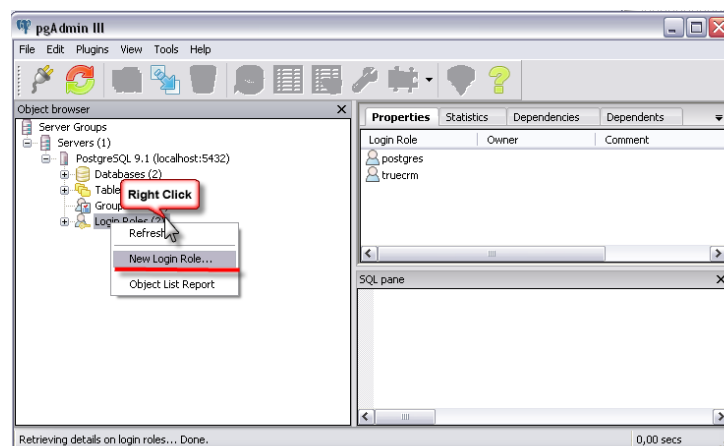 pgAdmin III
File Edit Plugins View Tools Help
Object browser
Server Groups
Servers (1)
PostgreSQL 9.1 (localhost:5432)
Databases (2)
Table
Group
Login Roles (2)
Right Click
Refresh
New Login Role...
Object List Report
Properties Statistics Dependencies Dependents
Login Role Owner Comment
postgres
truecrm
SQL pane
Retrieving details on login roles... Done.
0,00 secs